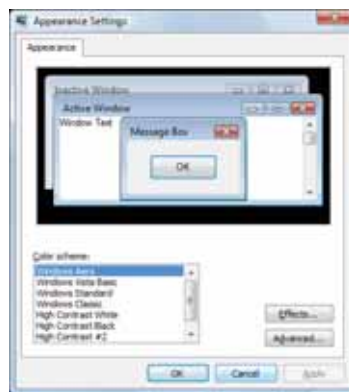 Appearance Settings
Appearance
Inactive Window
Active Window
Window Text
Message Box
OK
Color scheme:
Windows Aero
Windows Vista Basic
Windows Standard
Windows Classic
High Contrast White
High Contrast Black
High Contrast #2
Effects...
Advanced...
OK
Cancel
Apply